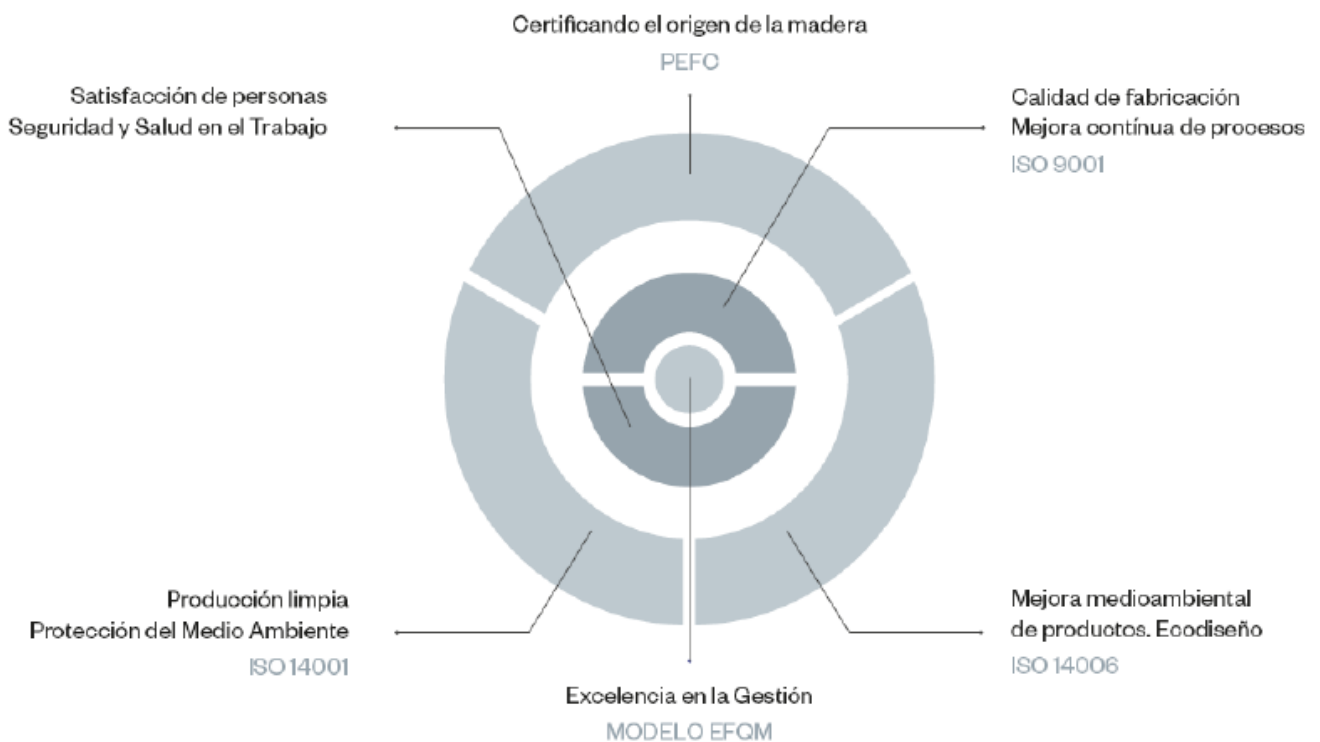 Certificando el origen de la madera
PEFC
Satisfacción de personas
Seguridad y Salud en el Trabajo
Calidad de fabricación
Mejora contínua de procesos
ISO 9001
Producción limpia
Protección del Medio Ambiente
ISO 14001
Mejora medioambiental
de productos. Ecodiseño
ISO 14006
Excelencia en la Gestión
MODELO EFQM